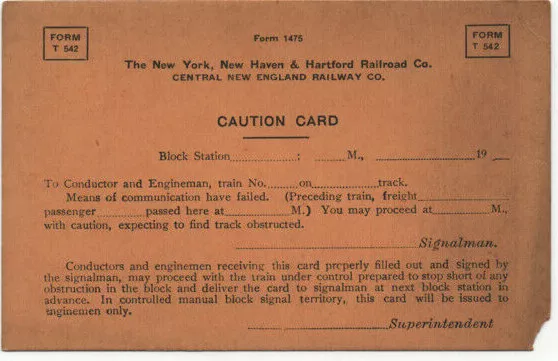 FORM
T 542
Form 1475
FORM
T 542
The New York, New Haven & Hartford Railroad Co.
CENTRAL NEW ENGLAND RAILWAY CO.
CAUTION CARD
Block Station............: ......M., ..................19 __
To Conductor and Engineman, train No.......on............track.
Means of communication have failed. (Preceding train, freight............
passenger.........passed here at............M.) You may proceed at............M.,
with caution, expecting to find track obstructed.
..............................Signalman.
Conductors and enginemen receiving this card properly filled out and signed by
the signalman, may proceed with the train under control prepared to stop short of any
obstruction in the block and deliver the card to signalman at next block station in
advance. In controlled manual block signal territory, this card will be issued to
enginemen only.
..............................Superintendent